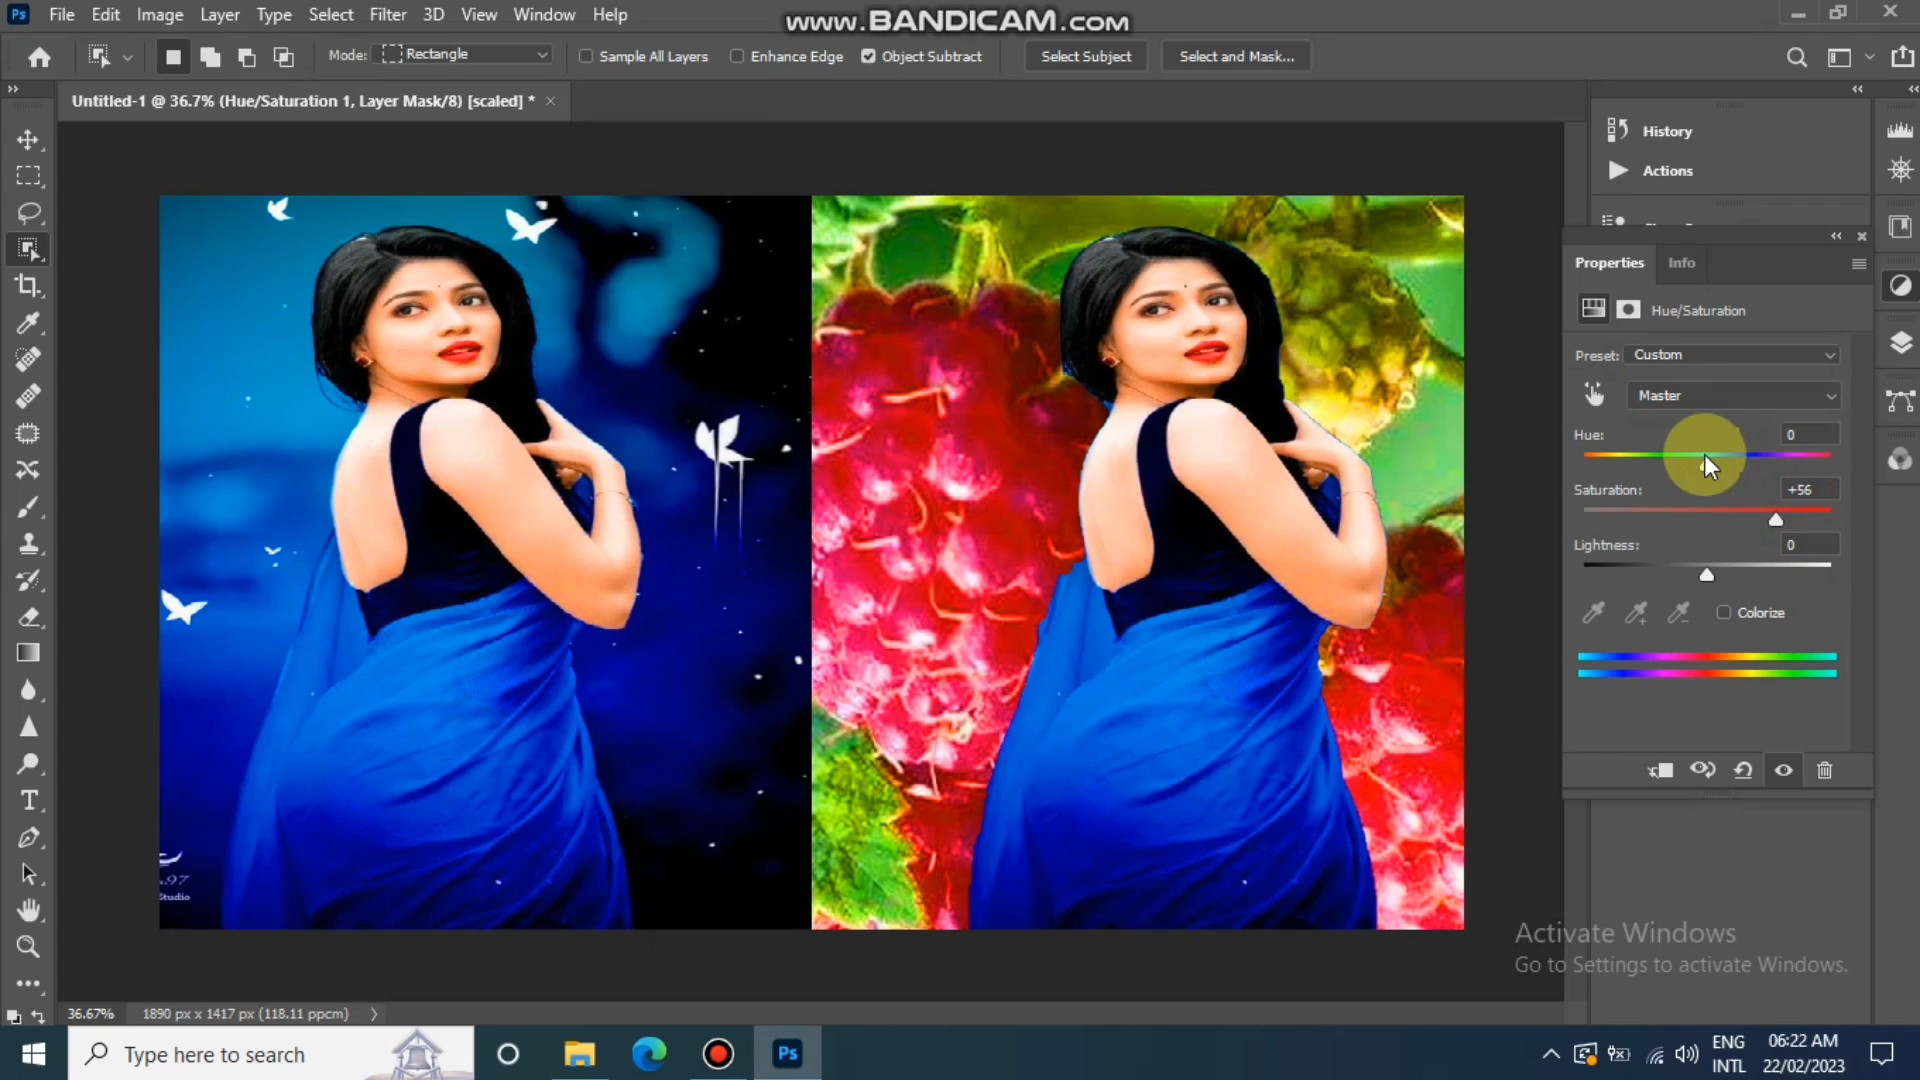 File Edit Image Layer Type Select Filter 3D View Window Help
www.BANDICAM.com
Mode: Rectangle Sample All Layers Enhance Edge Object Subtract Select Subject Select and Mask...
Untitled-1 @ 36.7% (Hue/Saturation 1, Layer Mask/8) [scaled] *
History
Actions
Properties Info
Hue/Saturation
Preset: Custom
Master
Hue: 0
Saturation: +56
Lightness: 0
Colorize
Studio
Activate Windows
Go to Settings to activate Windows.
36.67% 1890 px x 1417 px (118.11 ppcm)
Type here to search
Ps
ENG
INTL
06:22 AM
22/02/2023